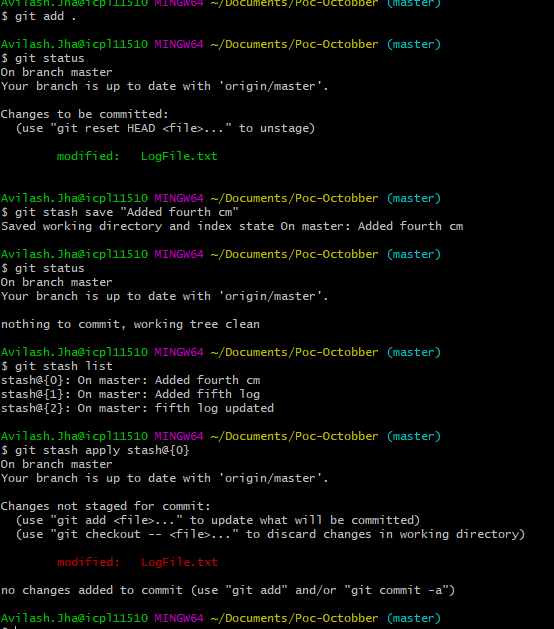 Avilash.Jha@icpl11510 MINGW64 ~/Documents/Poc-Octobber (master)
$ git add .
Avilash.Jha@icpl11510 MINGW64 ~/Documents/Poc-Octobber (master)
$ git status
On branch master
Your branch is up to date with 'origin/master'.
Changes to be committed:
  (use "git reset HEAD <file>..." to unstage)
        modified:   LogFile.txt
Avilash.Jha@icpl11510 MINGW64 ~/Documents/Poc-Octobber (master)
$ git stash save "Added fourth cm"
Saved working directory and index state On master: Added fourth cm
Avilash.Jha@icpl11510 MINGW64 ~/Documents/Poc-Octobber (master)
$ git status
On branch master
Your branch is up to date with 'origin/master'.
nothing to commit, working tree clean
Avilash.Jha@icpl11510 MINGW64 ~/Documents/Poc-Octobber (master)
$ git stash list
stash@{0}: On master: Added fourth cm
stash@{1}: On master: Added fifth log
stash@{2}: On master: fifth log updated
Avilash.Jha@icpl11510 MINGW64 ~/Documents/Poc-Octobber (master)
$ git stash apply stash@{0}
On branch master
Your branch is up to date with 'origin/master'.
Changes not staged for commit:
  (use "git add <file>..." to update what will be committed)
  (use "git checkout -- <file>..." to discard changes in working directory)
        modified:   LogFile.txt
no changes added to commit (use "git add" and/or "git commit -a")
Avilash.Jha@icpl11510 MINGW64 ~/Documents/Poc-Octobber (master)